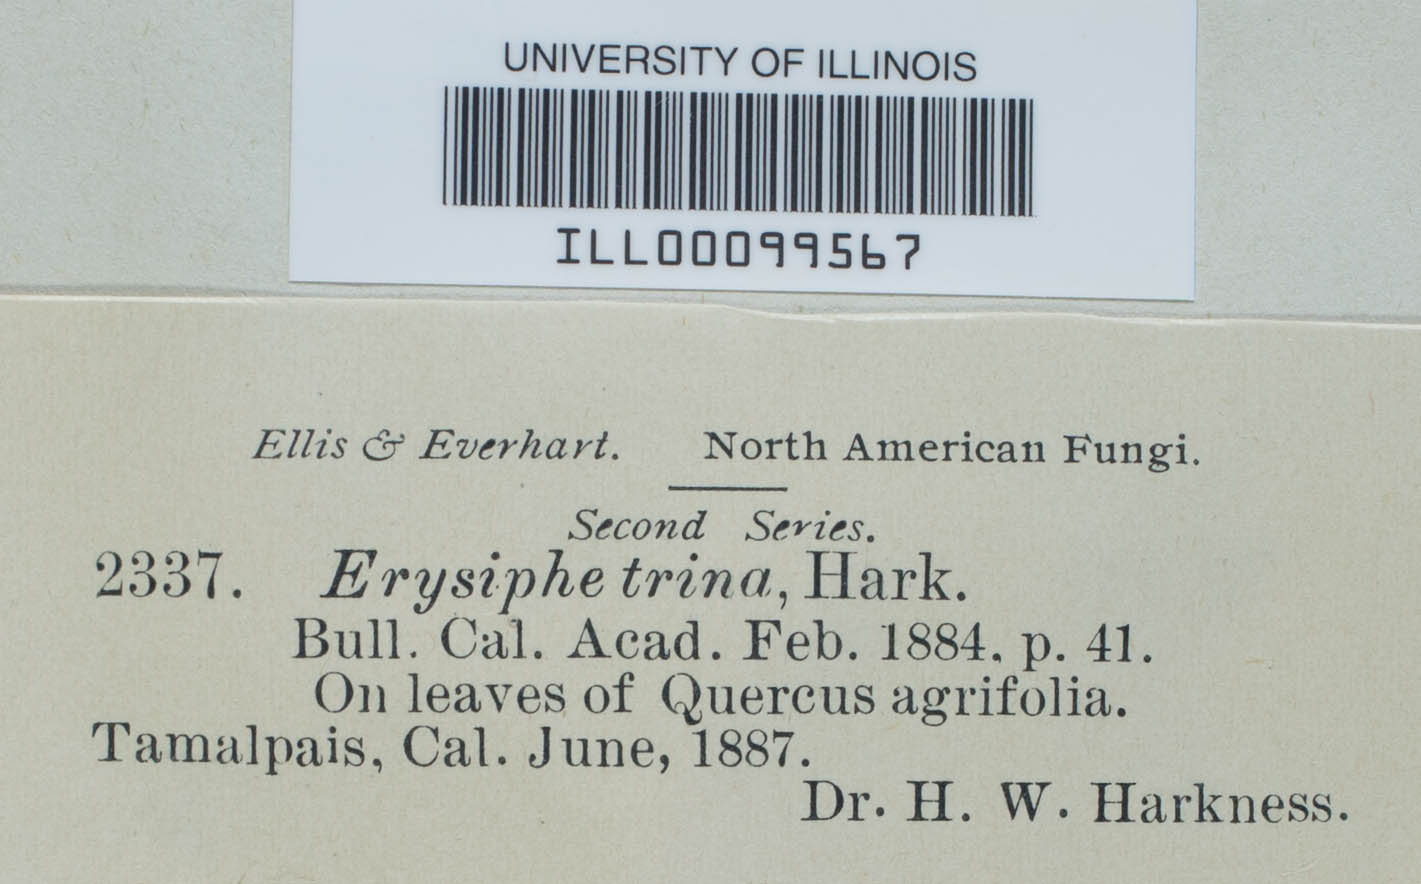 UNIVERSITY OF ILLINOIS
ILL00099567
Ellis & Everhart. North American Fungi.
Second Series.
2337. Erysiphe trina, Hark.
Bull. Cal. Acad. Feb. 1884. p. 41.
On leaves of Quercus agrifolia.
Tamalpais, Cal. June, 1887.
Dr. H. W. Harkness.